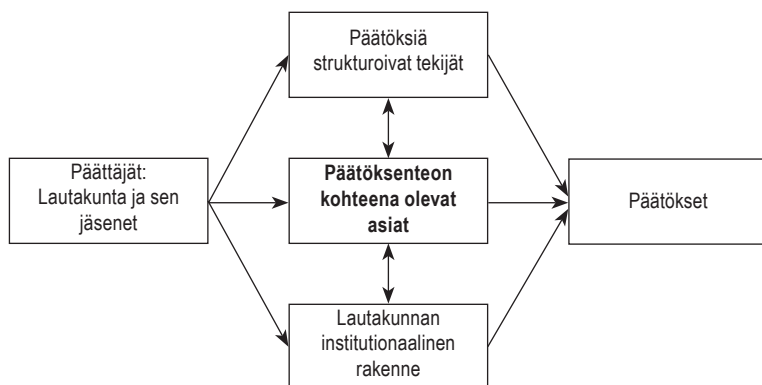 Päätöksiä
strukturoivat tekijät
Päättäjät:
Lautakunta ja sen
jäsenet
Päätöksenteon
kohteena olevat
asiat
Päätökset
Lautakunnan
institutionaalinen
rakenne